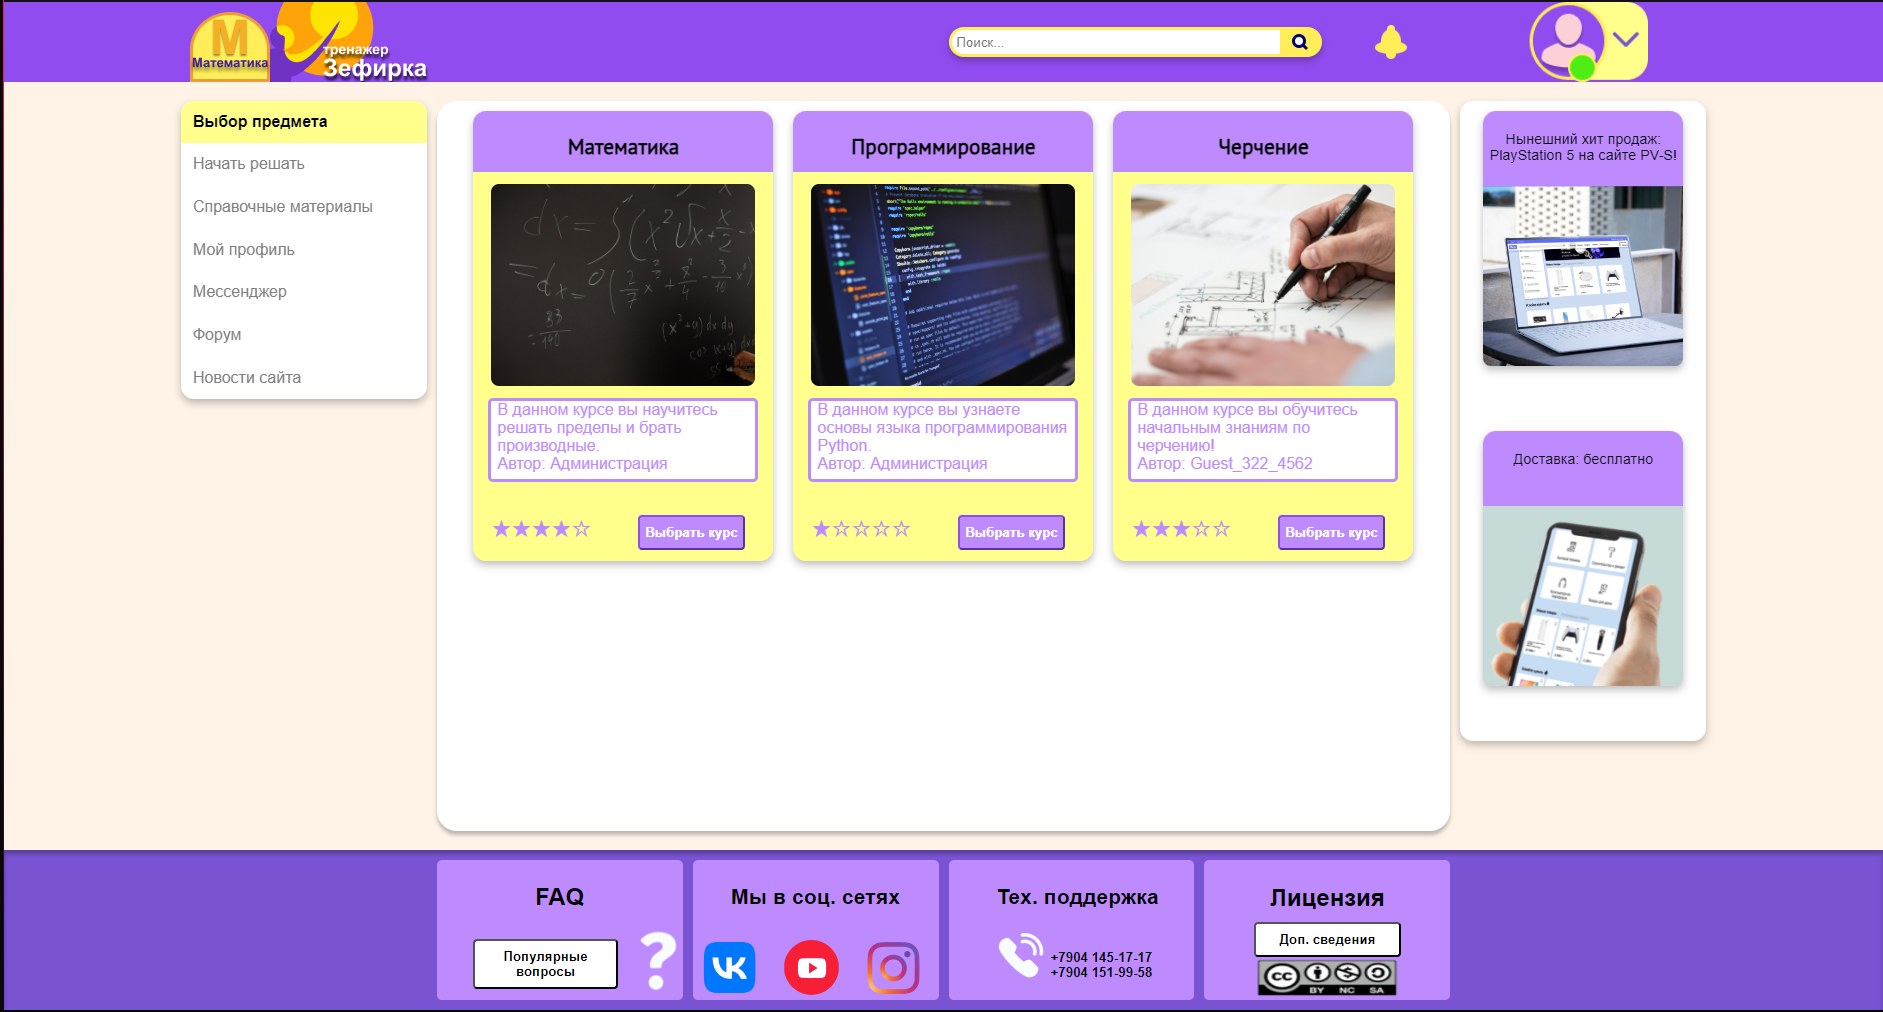 М
Математика
тренажер
Зефирка
Поиск...
Выбор предмета
Начать решать
Справочные материалы
Мой профиль
Мессенджер
Форум
Новости сайта
Математика
В данном курсе вы научитесь
решать пределы и брать
производные.
Автор: Администрация
Выбрать курс
Программирование
В данном курсе вы узнаете
основы языка программирования
Python.
Автор: Администрация
Выбрать курс
Черчение
В данном курсе вы обучитесь
начальным знаниям по
черчению!
Автор: Guest_322_4562
Выбрать курс
Нынешний хит продаж:
PlayStation 5 на сайте PV-S!
Доставка: бесплатно
FAQ
Популярные
вопросы
?
Мы в соц. сетях
Тех. поддержка
+7904 145-17-17
+7904 151-99-58
Лицензия
Доп. сведения
cc
BY NC SA